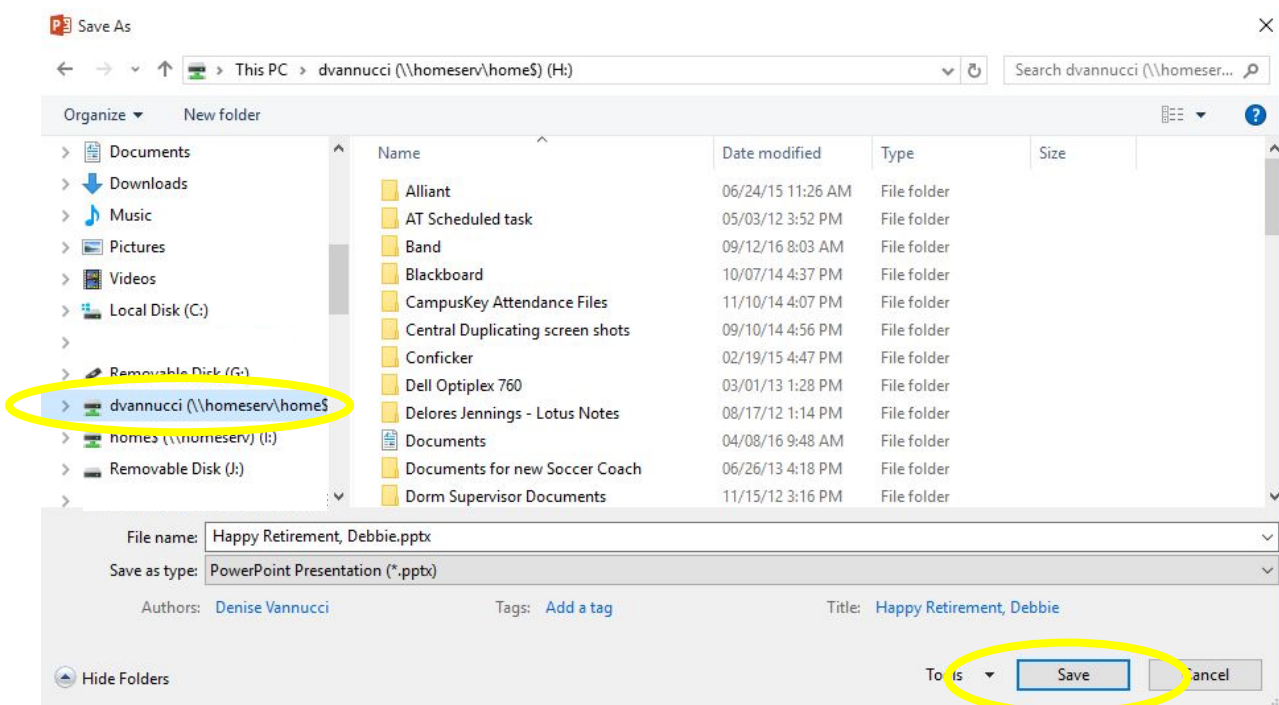 Save As
This PC > dvannucci (\\homeserv\home$) (H:)
Search dvannucci (\\homeser...
Organize New folder
Documents
Downloads
Music
Pictures
Videos
Local Disk (C:)
Removable Disk (G:)
dvannucci (\\homeserv\home$
home$ (\\homeserv) (I:)
Removable Disk (J:)
Name Date modified Type Size
Alliant 06/24/15 11:26 AM File folder
AT Scheduled task 05/03/12 3:52 PM File folder
Band 09/12/16 8:03 AM File folder
Blackboard 10/07/14 4:37 PM File folder
CampusKey Attendance Files 11/10/14 4:07 PM File folder
Central Duplicating screen shots 09/10/14 4:56 PM File folder
Conficker 02/19/15 4:47 PM File folder
Dell Optiplex 760 03/01/13 1:28 PM File folder
Delores Jennings - Lotus Notes 08/17/12 1:14 PM File folder
Documents 04/08/16 9:48 AM File folder
Documents for new Soccer Coach 06/26/13 4:18 PM File folder
Dorm Supervisor Documents 11/15/12 3:16 PM File folder
File name: Happy Retirement, Debbie.pptx
Save as type: PowerPoint Presentation (*.pptx)
Authors: Denise Vannucci Tags: Add a tag Title: Happy Retirement, Debbie
Hide Folders Tools Save Cancel